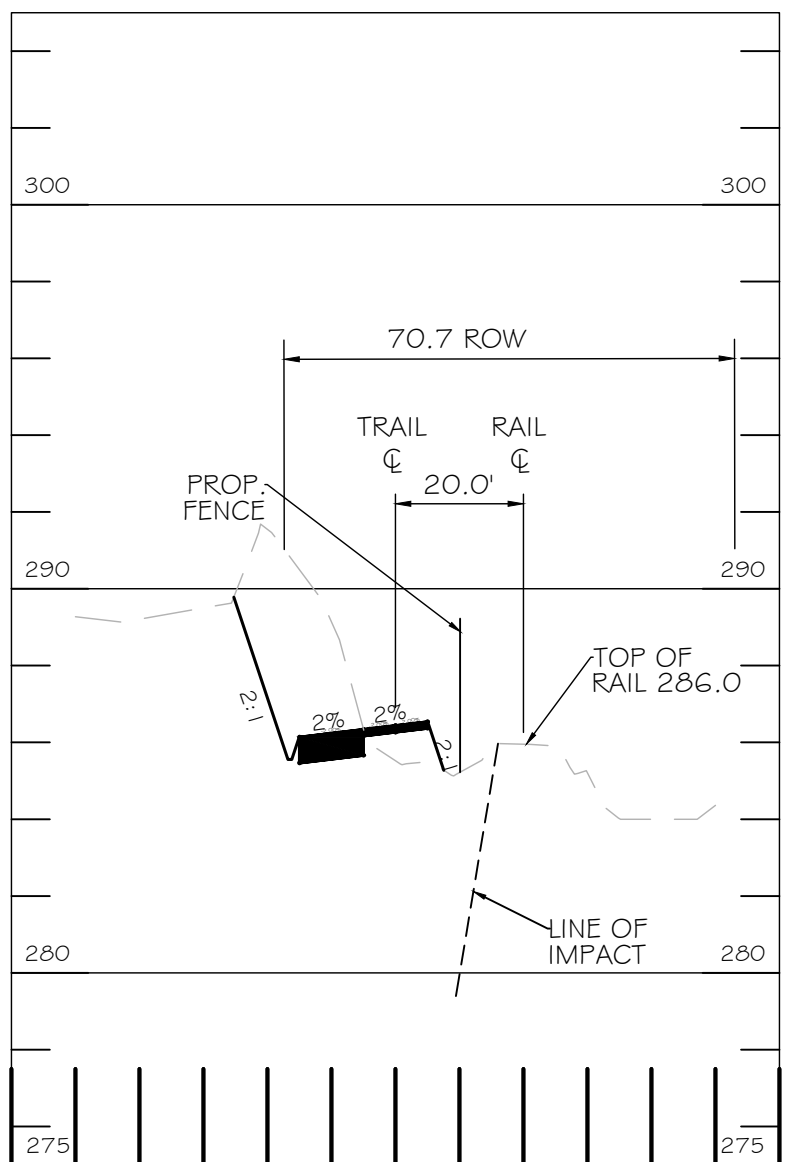 300 300
70.7 ROW
TRAIL
℄
RAIL
℄
20.0'
PROP.
FENCE
290 290
TOP OF
RAIL 286.0
2:1
2%
2%
2:1
LINE OF
IMPACT
280 280
275 275